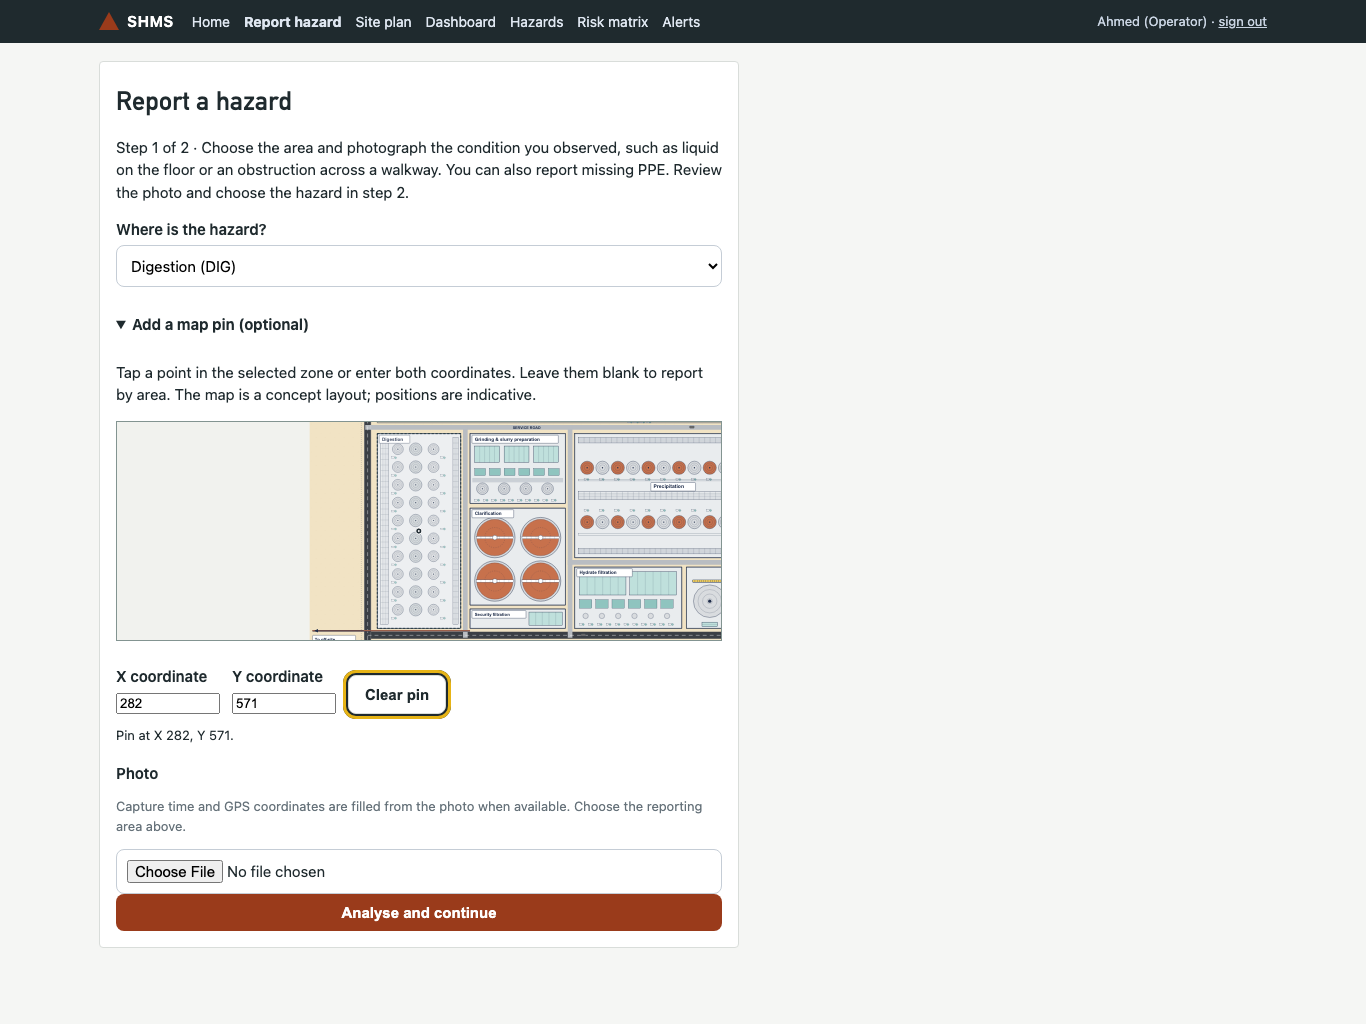 SHMS Home Report hazard Site plan Dashboard Hazards Risk matrix Alerts Ahmed (Operator) · sign out
Report a hazard
Step 1 of 2 · Choose the area and photograph the condition you observed, such as liquid
on the floor or an obstruction across a walkway. You can also report missing PPE. Review
the photo and choose the hazard in step 2.
Where is the hazard?
Digestion (DIG)
Add a map pin (optional)
Tap a point in the selected zone or enter both coordinates. Leave them blank to report
by area. The map is a concept layout; positions are indicative.
SERVICE ROAD
Digestion
Grinding & slurry preparation
Precipitation
Clarification
Hydrate filtration
Security filtration
X coordinate Y coordinate
282 571 Clear pin
Pin at X 282, Y 571.
Photo
Capture time and GPS coordinates are filled from the photo when available. Choose the reporting
area above.
Choose File No file chosen
Analyse and continue